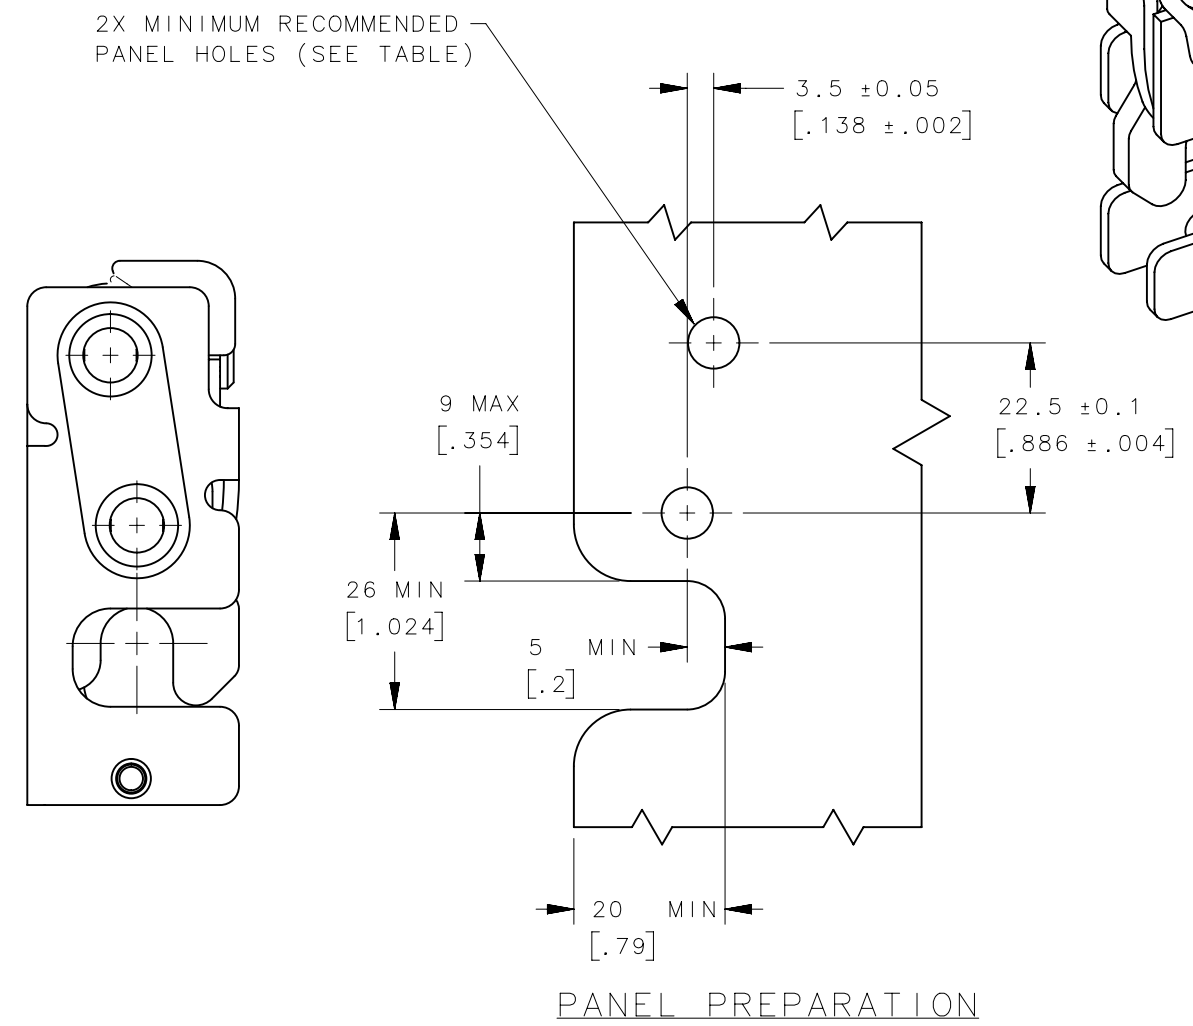 2X MINIMUM RECOMMENDED
PANEL HOLES (SEE TABLE)
3.5 ±0.05
[.138 ±.002]
9 MAX
[.354]
22.5 ±0.1
[.886 ±.004]
26 MIN
[1.024]
5 MIN
[.2]
20 MIN
[.79]
PANEL PREPARATION